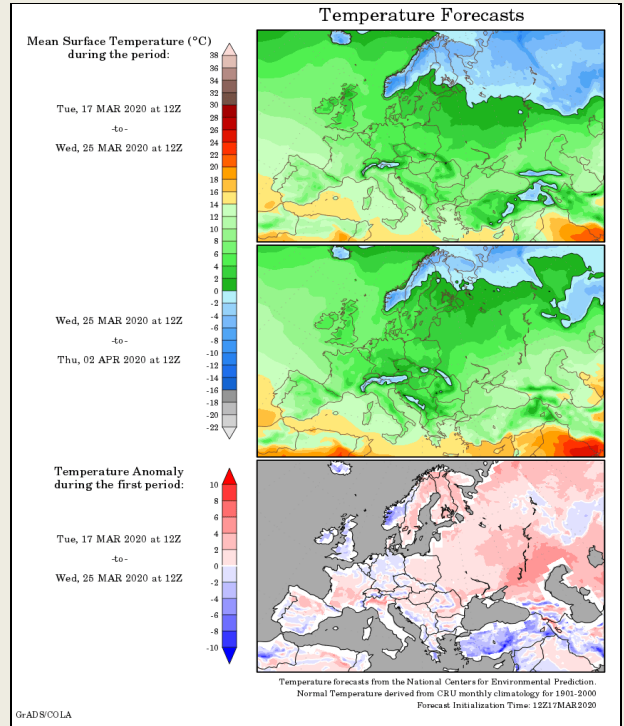 Temperature Forecasts
Mean Surface Temperature (°C)
during the period:
38
36
34
32
30
28
26
24
22
20
18
16
14
12
10
8
6
4
2
0
-2
-4
-6
-8
-10
-12
-14
-16
-18
-20
-22
Tue, 17 MAR 2020 at 12Z
-to-
Wed, 25 MAR 2020 at 12Z
Wed, 25 MAR 2020 at 12Z
-to-
Thu, 02 APR 2020 at 12Z
Temperature Anomaly
during the first period:
10
8
6
4
2
0
-2
-4
-6
-8
-10
Tue, 17 MAR 2020 at 12Z
-to-
Wed, 25 MAR 2020 at 12Z
Temperature forecasts from the National Centers for Environmental Prediction.
Normal Temperature derived from CRU monthly climatology for 1901-2000
Forecast Initialization Time: 12Z17MAR2020
GrADS/COLA